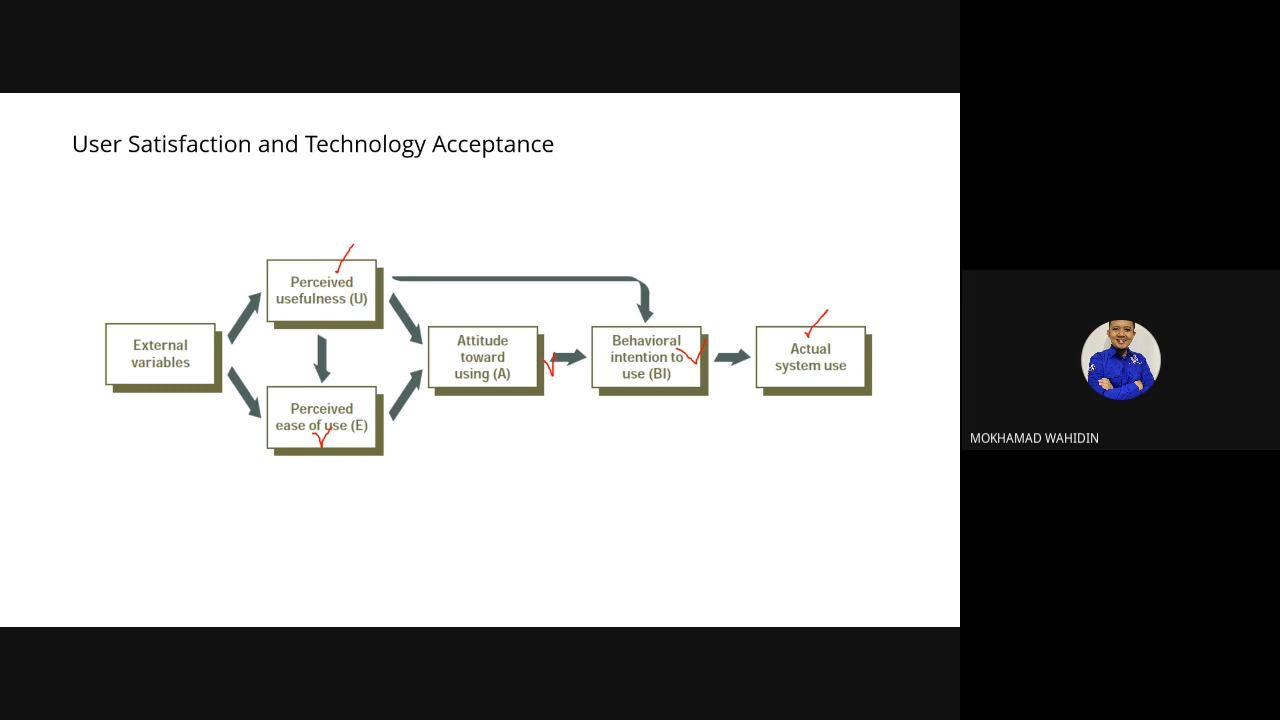 User Satisfaction and Technology Acceptance
External
variables
Perceived
usefulness (U)
Perceived
ease of use (E)
Attitude
toward
using (A)
Behavioral
intention to
use (BI)
Actual
system use
MOKHAMAD WAHIDIN